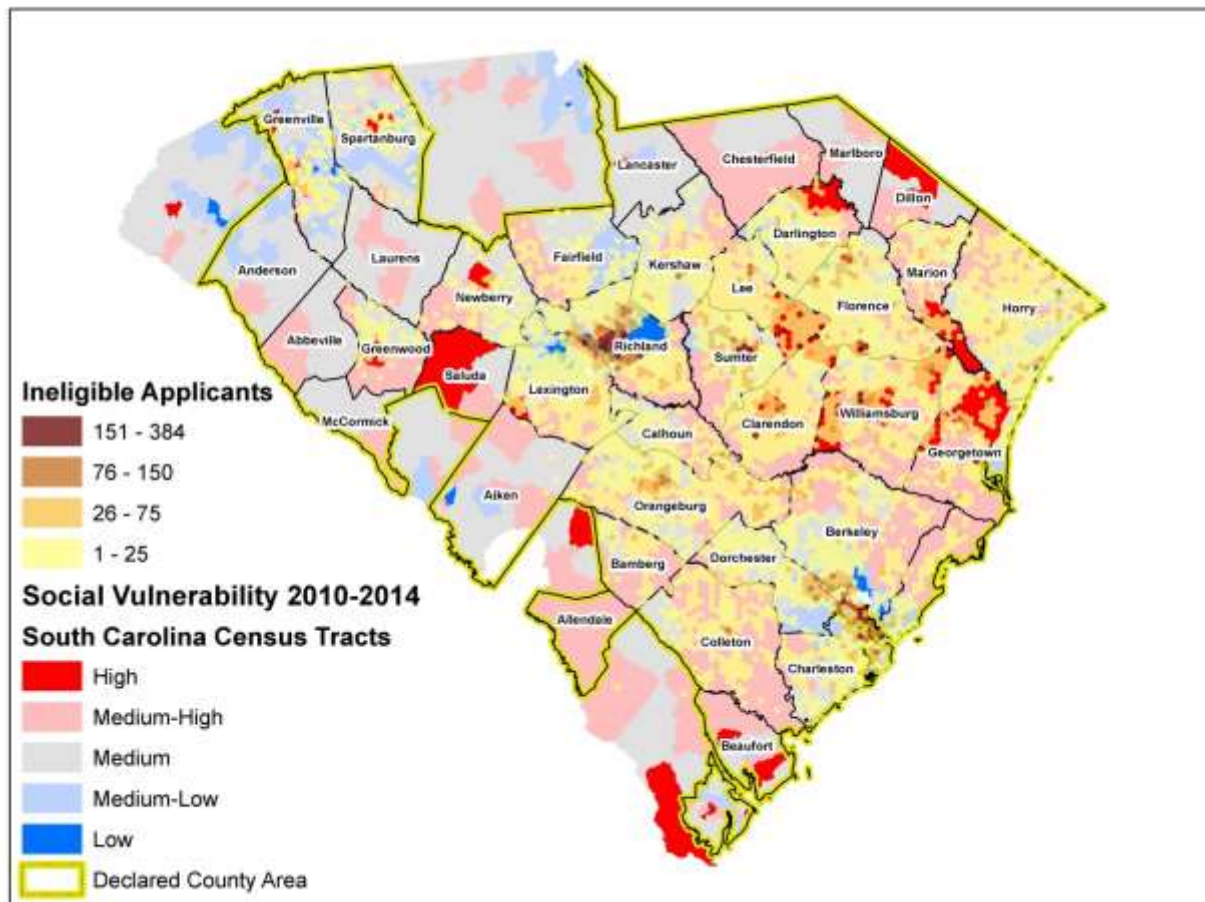 Greenville
Spartanburg
Lancaster
Chesterfield
Marlboro
Dillon
Darlington
Anderson
Laurens
Fairfield
Kershaw
Lee
Marion
Newberry
Florence
Horry
Abbeville
Greenwood
Richland
Sumter
Saluda
Lexington
McCormick
Clarendon
Williamsburg
Calhoun
Georgetown
Aiken
Orangeburg
Berkeley
Bamberg
Dorchester
Allendale
Colleton
Charleston
Beaufort
Ineligible Applicants
151 - 384
76 - 150
26 - 75
1 - 25
Social Vulnerability 2010-2014
South Carolina Census Tracts
High
Medium-High
Medium
Medium-Low
Low
Declared County Area